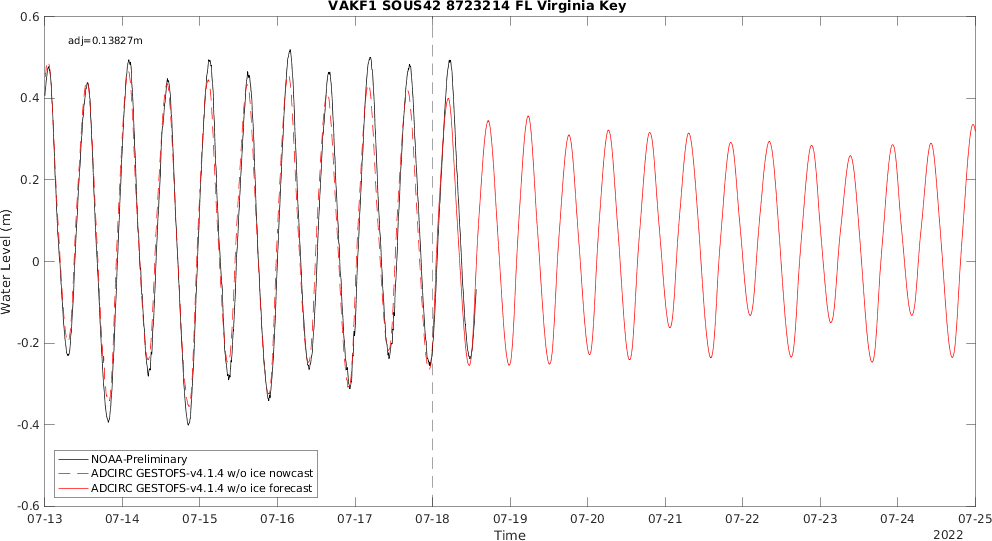 VAKF1 SOUS42 8723214 FL Virginia Key
adj=0.13827m
0.6
0.4
0.2
0
-0.2
-0.4
-0.6
Water Level (m)
NOAA-Preliminary
ADCIRC GESTOFS-v4.1.4 w/o ice nowcast
ADCIRC GESTOFS-v4.1.4 w/o ice forecast
07-13 07-14 07-15 07-16 07-17 07-18 07-19 07-20 07-21 07-22 07-23 07-24 07-25
Time
2022